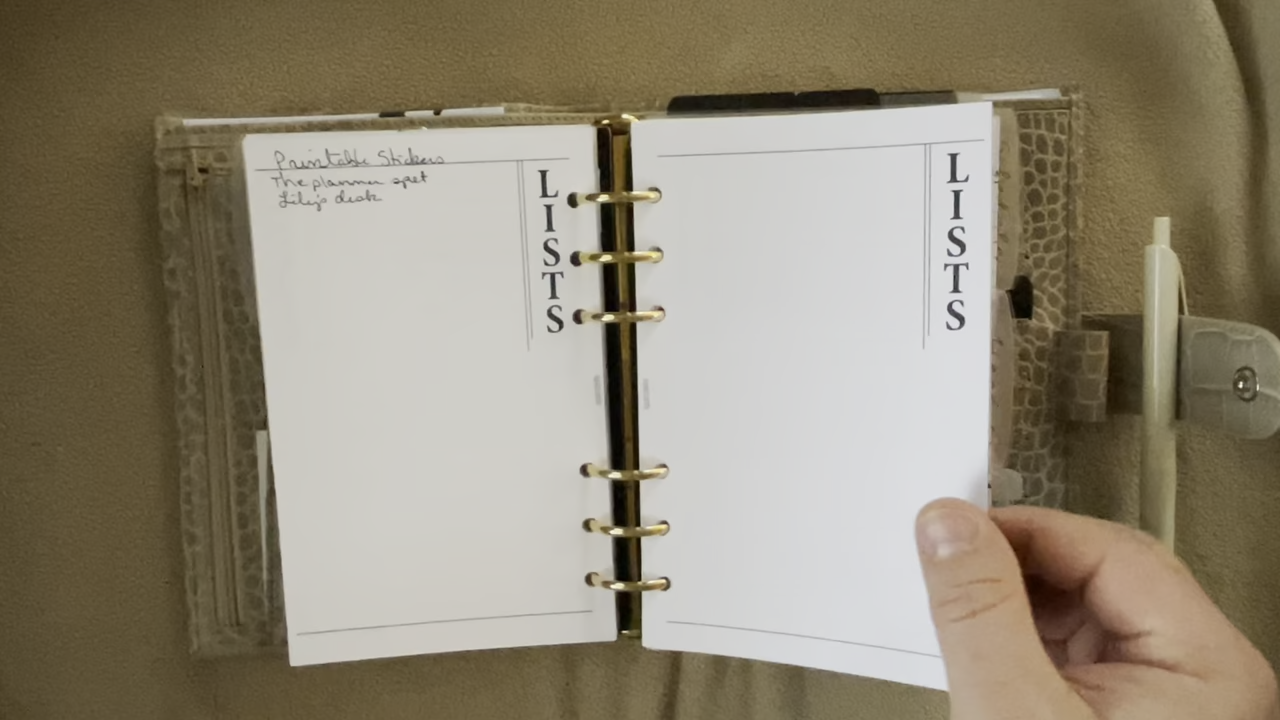 Printable Stickers
The planner spot
Lily's desk
LISTS
LISTS